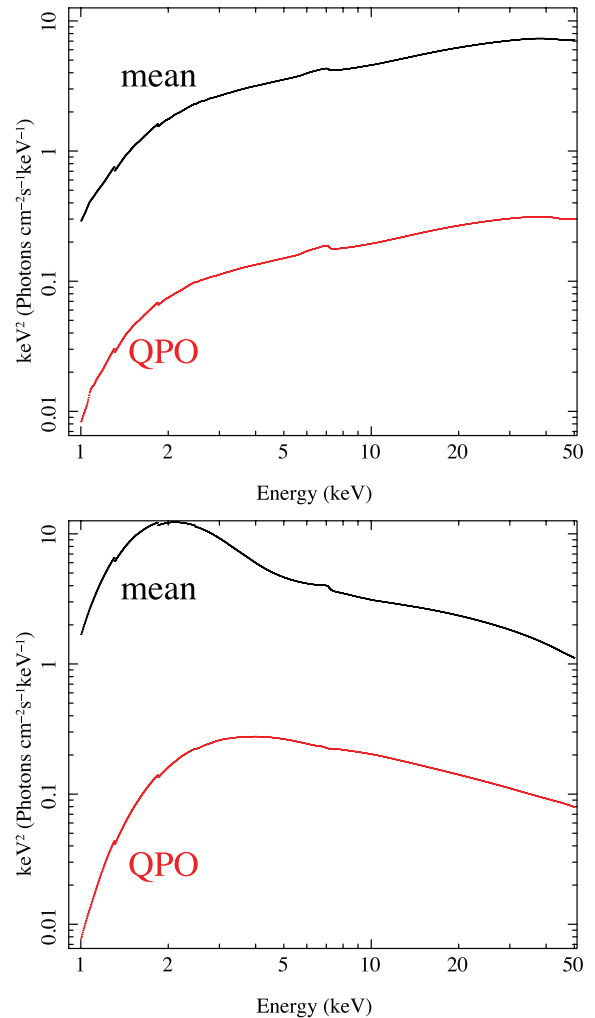 10
mean
1
0.1
QPO
0.01
keV² (Photons cm⁻²s⁻¹keV⁻¹)
1 2 5 10 20 50
Energy (keV)
10
mean
1
0.1
QPO
0.01
keV² (Photons cm⁻²s⁻¹keV⁻¹)
1 2 5 10 20 50
Energy (keV)